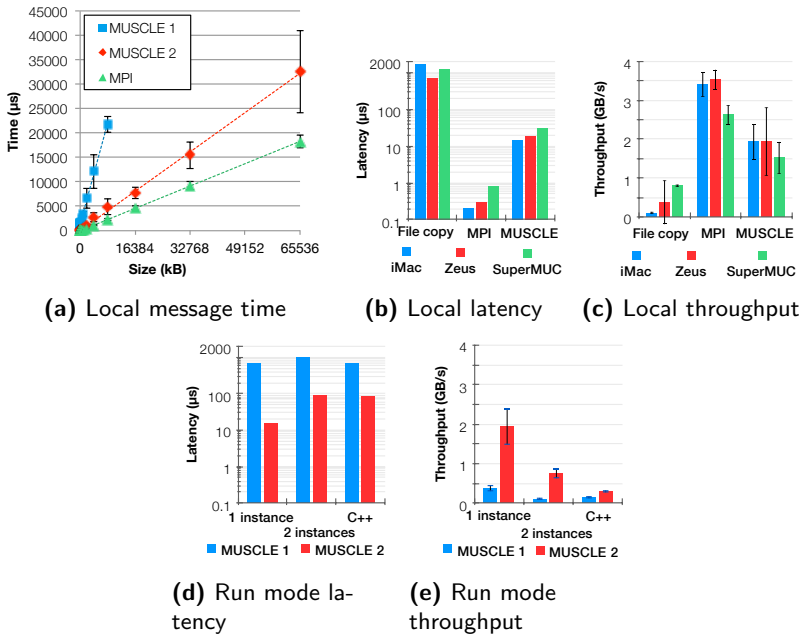 45000
40000
35000
30000
25000
20000
15000
10000
5000
0
Time (µs)
MUSCLE 1
MUSCLE 2
MPI
0 16384 32768 49152 65536
Size (kB)
(a) Local message time
2000
100
10
1
0.1
Latency (µs)
File copy MPI MUSCLE
iMac Zeus SuperMUC
(b) Local latency
4
2
1
0
Throughput (GB/s)
File copy MPI MUSCLE
iMac Zeus SuperMUC
(c) Local throughput
2000
100
10
1
0.1
Latency (µs)
1 instance C++
2 instances
MUSCLE 1 MUSCLE 2
(d) Run mode la-
tency
4
2
1
0
Throughput (GB/s)
1 instance C++
2 instances
MUSCLE 1 MUSCLE 2
(e) Run mode
throughput